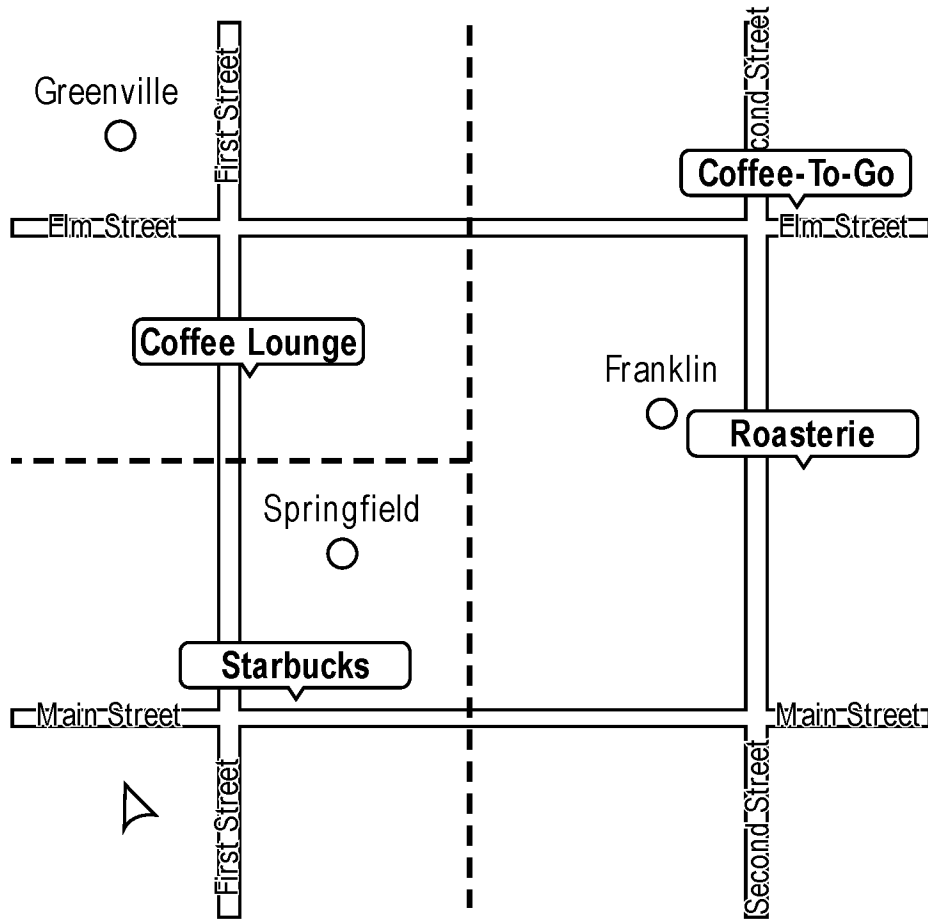 Greenville
First Street
cond Street
Coffee-To-Go
Elm Street
Elm Street
Coffee Lounge
Franklin
Roasterie
Springfield
Starbucks
Main Street
Main Street
First Street
Second Street